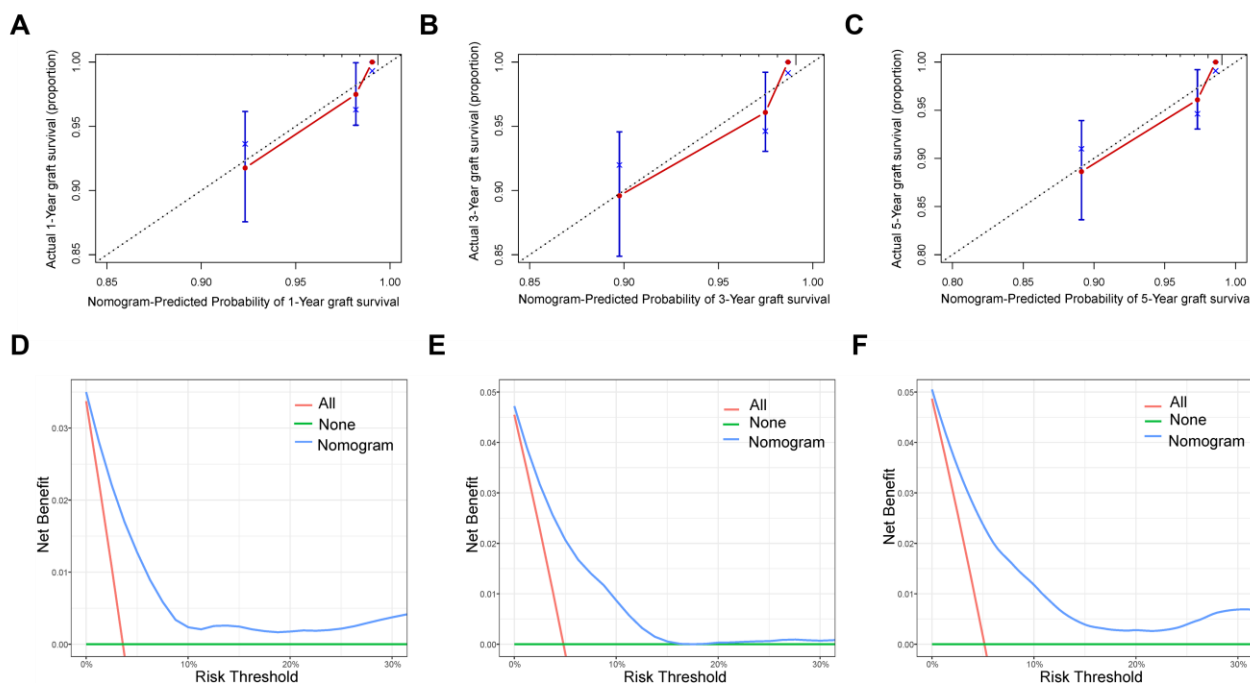 A
Actual 1-Year graft survival (proportion)
1.00
0.95
0.90
0.85
0.85 0.90 0.95 1.00
Nomogram-Predicted Probability of 1-Year graft survival
B
Actual 3-Year graft survival (proportion)
1.00
0.95
0.90
0.85
0.85 0.90 0.95 1.00
Nomogram-Predicted Probability of 3-Year graft survival
C
Actual 5-Year graft survival (proportion)
1.00
0.95
0.90
0.85
0.80
0.80 0.85 0.90 0.95 1.00
Nomogram-Predicted Probability of 5-Year graft survival
D
Net Benefit
0.03
0.02
0.01
0.00
All
None
Nomogram
0% 10% 20% 30%
Risk Threshold
E
Net Benefit
0.05
0.04
0.03
0.02
0.01
0.00
All
None
Nomogram
0% 10% 20% 30%
Risk Threshold
F
Net Benefit
0.05
0.04
0.03
0.02
0.01
0.00
All
None
Nomogram
0% 10% 20% 30%
Risk Threshold